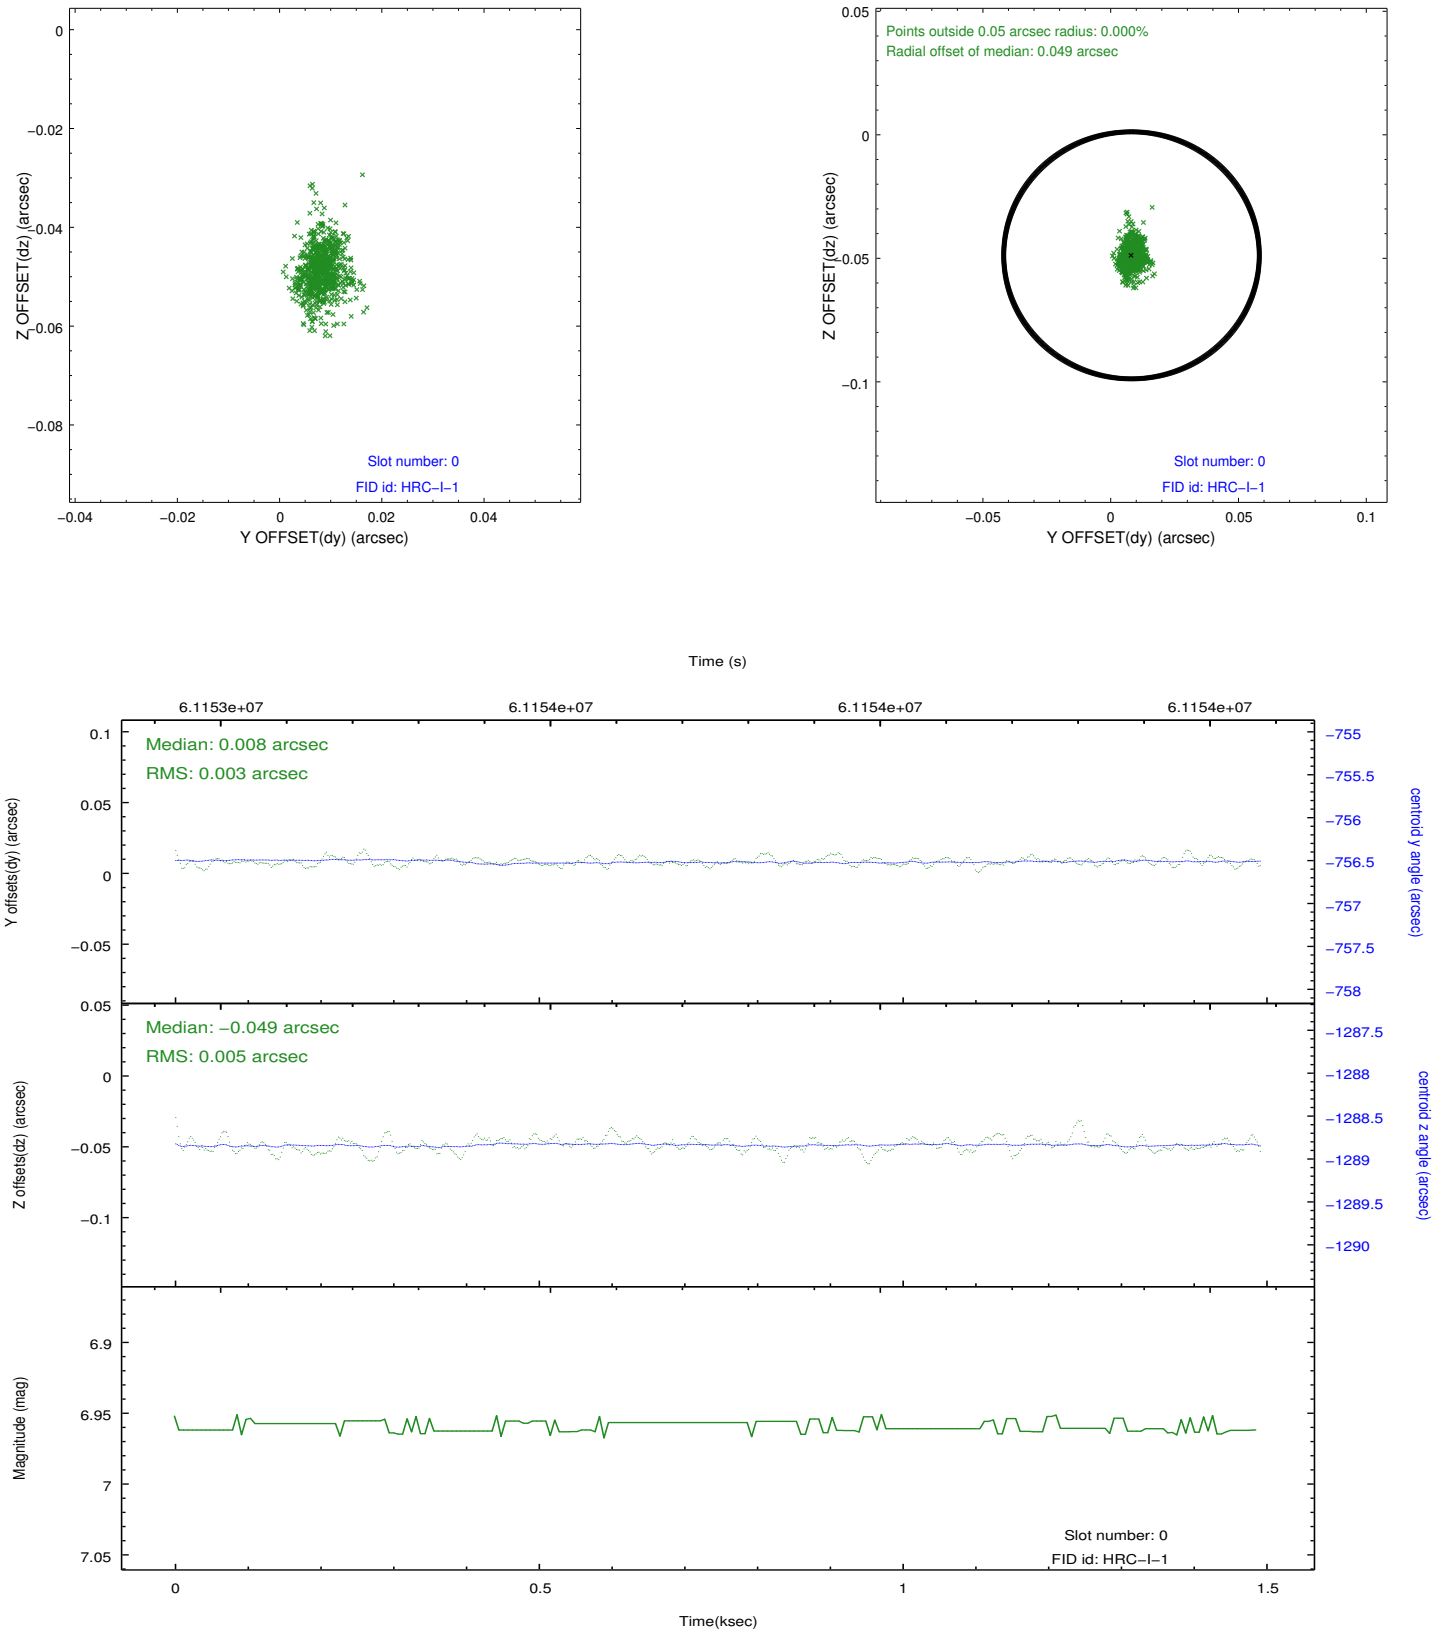 0
−0.02
−0.04
−0.06
−0.08
Z OFFSET(dz) (arcsec)
Slot number: 0
FID id: HRC−I−1
−0.04
−0.02
0
0.02
0.04
Y OFFSET(dy) (arcsec)
0.05
0
−0.05
−0.1
Z OFFSET(dz) (arcsec)
Points outside 0.05 arcsec radius: 0.000%
Radial offset of median: 0.049 arcsec
Slot number: 0
FID id: HRC−I−1
−0.05
0
0.05
0.1
Y OFFSET(dy) (arcsec)
Time (s)
6.1153e+07
6.1154e+07
6.1154e+07
6.1154e+07
0.1
0.05
0
−0.05
Y offsets(dy) (arcsec)
Median: 0.008 arcsec
RMS: 0.003 arcsec
−755
−755.5
−756
−756.5
−757
−757.5
−758
centroid y angle (arcsec)
0.05
0
−0.05
−0.1
Z offsets(dz) (arcsec)
Median: −0.049 arcsec
RMS: 0.005 arcsec
−1287.5
−1288
−1288.5
−1289
−1289.5
−1290
centroid z angle (arcsec)
6.9
6.95
7
7.05
Magnitude (mag)
Slot number: 0
FID id: HRC−I−1
0
0.5
1
1.5
Time(ksec)